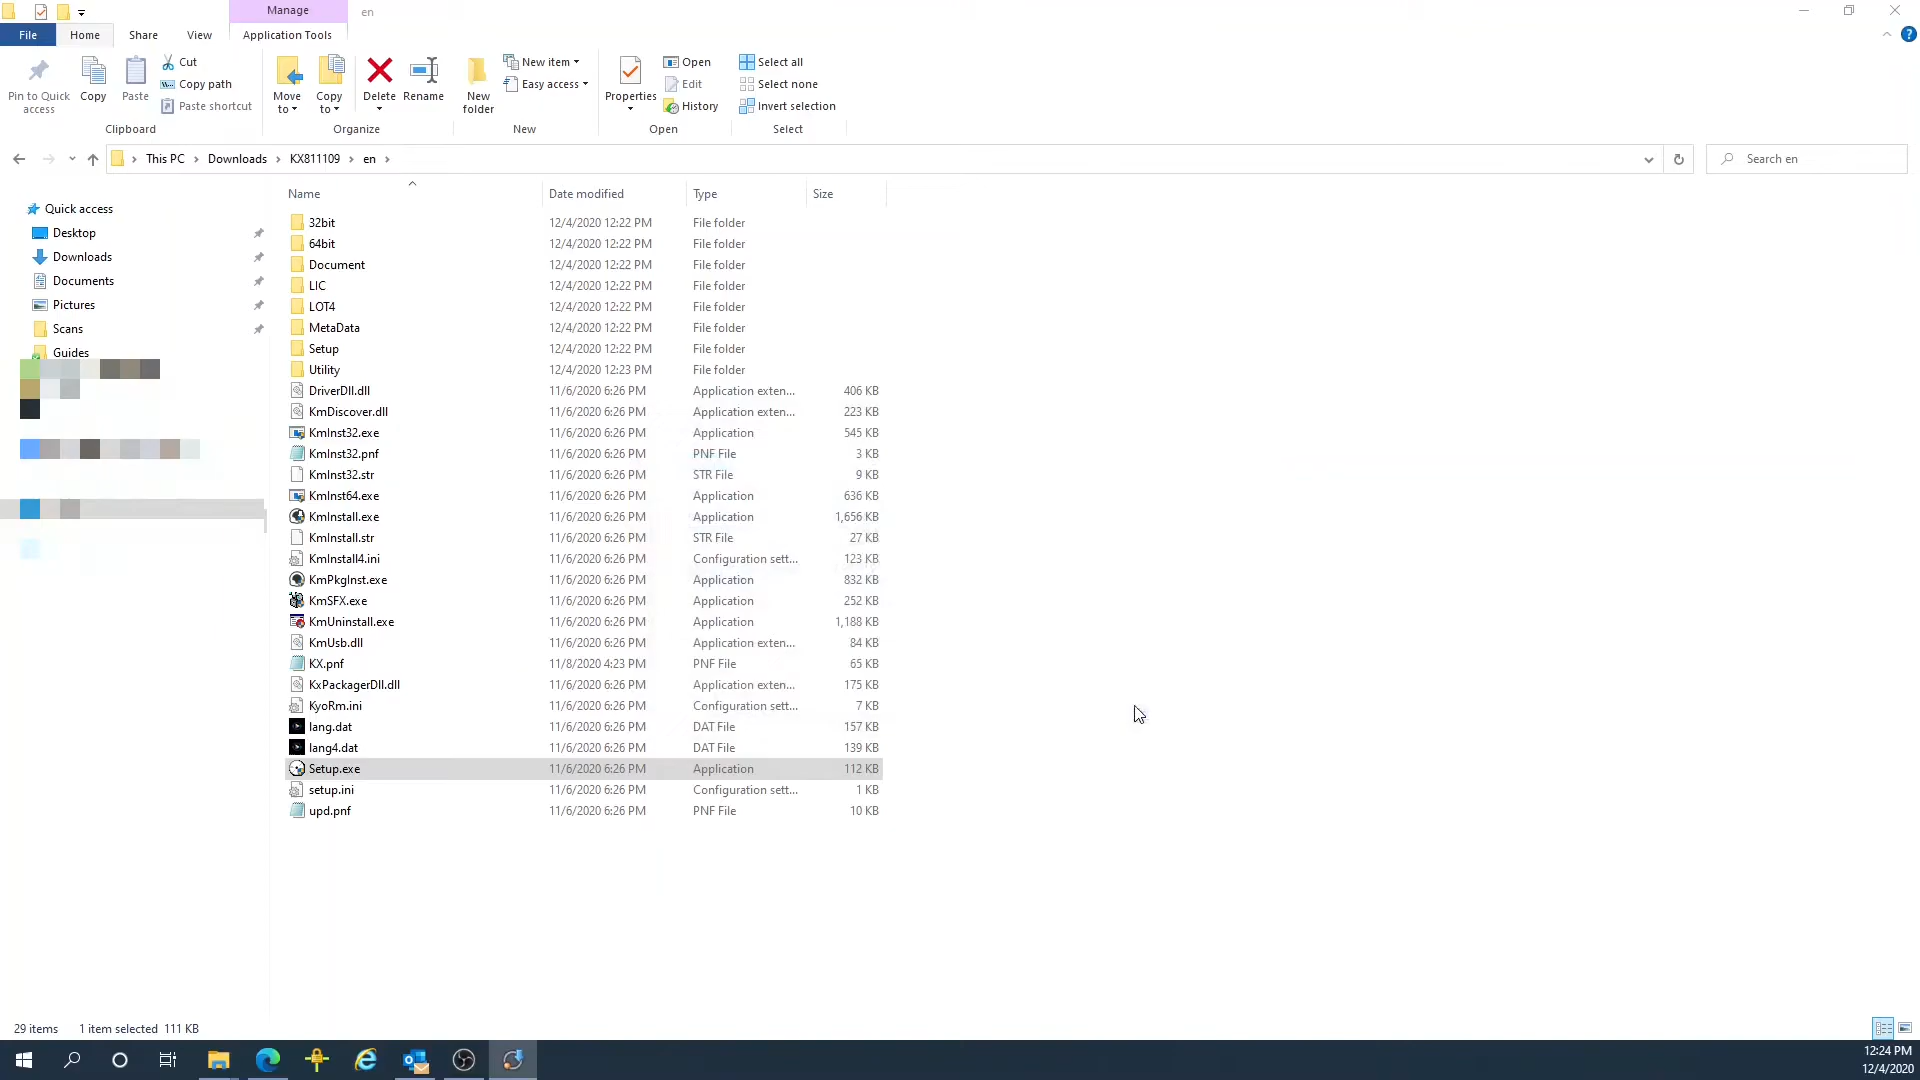 Manage
en
File
Home
Share
View
Application Tools
Pin to Quick access
Copy
Paste
Cut
Copy path
Paste shortcut
Clipboard
Move to
Copy to
Delete
Rename
Organize
New folder
New item
Easy access
New
Properties
Open
Edit
History
Open
Select all
Select none
Invert selection
Select
This PC
Downloads
KX811109
en
Search en
Name Date modified Type Size
Quick access
Desktop
Downloads
Documents
Pictures
Scans
Guides
32bit 12/4/2020 12:22 PM File folder
64bit 12/4/2020 12:22 PM File folder
Document 12/4/2020 12:22 PM File folder
LIC 12/4/2020 12:22 PM File folder
LOT4 12/4/2020 12:22 PM File folder
MetaData 12/4/2020 12:22 PM File folder
Setup 12/4/2020 12:22 PM File folder
Utility 12/4/2020 12:23 PM File folder
DriverDll.dll 11/6/2020 6:26 PM Application exten... 406 KB
KmDiscover.dll 11/6/2020 6:26 PM Application exten... 223 KB
KmInst32.exe 11/6/2020 6:26 PM Application 545 KB
KmInst32.pnf 11/6/2020 6:26 PM PNF File 3 KB
KmInst32.str 11/6/2020 6:26 PM STR File 9 KB
KmInst64.exe 11/6/2020 6:26 PM Application 636 KB
KmInstall.exe 11/6/2020 6:26 PM Application 1,656 KB
KmInstall.str 11/6/2020 6:26 PM STR File 27 KB
KmInstall4.ini 11/6/2020 6:26 PM Configuration sett... 123 KB
KmPkgInst.exe 11/6/2020 6:26 PM Application 832 KB
KmSFX.exe 11/6/2020 6:26 PM Application 252 KB
KmUninstall.exe 11/6/2020 6:26 PM Application 1,188 KB
KmUsb.dll 11/6/2020 6:26 PM Application exten... 84 KB
KX.pnf 11/8/2020 4:23 PM PNF File 65 KB
KxPackagerDll.dll 11/6/2020 6:26 PM Application exten... 175 KB
KyoRm.ini 11/6/2020 6:26 PM Configuration sett... 7 KB
lang.dat 11/6/2020 6:26 PM DAT File 157 KB
lang4.dat 11/6/2020 6:26 PM DAT File 139 KB
Setup.exe 11/6/2020 6:26 PM Application 112 KB
setup.ini 11/6/2020 6:26 PM Configuration sett... 1 KB
upd.pnf 11/6/2020 6:26 PM PNF File 10 KB
29 items 1 item selected 111 KB
12:24 PM
12/4/2020